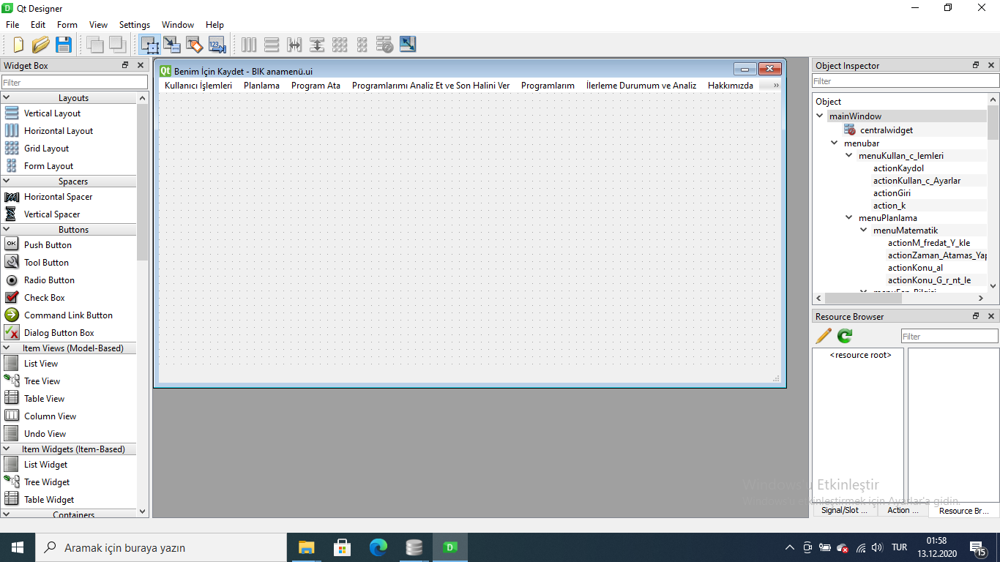 Qt Designer
File Edit Form View Settings Window Help
Widget Box
Filter
Layouts
Vertical Layout
Horizontal Layout
Grid Layout
Form Layout
Spacers
Horizontal Spacer
Vertical Spacer
Buttons
OK Push Button
Tool Button
Radio Button
Check Box
Command Link Button
Dialog Button Box
Item Views (Model-Based)
List View
Tree View
Table View
Column View
Undo View
Item Widgets (Item-Based)
List Widget
Tree Widget
Table Widget
Containers
Qt Benim İçin Kaydet - BIK anamenü.ui
Kullanıcı İşlemleri Planlama Program Ata Programlarımı Analiz Et ve Son Halini Ver Programlarım İlerleme Durumum ve Analiz Hakkımızda »
Object Inspector
Filter
Object
mainWindow
centralwidget
menubar
menuKullan_c_lemleri
actionKaydol
actionKullan_c_Ayarlar
actionGiri
action_k
menuPlanlama
menuMatematik
actionM_fredat_Y_kle
actionZaman_Atamas_Yap
actionKonu_al
actionKonu_G_r_nt_le
menuFen_Bilgisi
Resource Browser
Filter
<resource root>
Windows'u Etkinleştir
Windows'u etkinleştirmek için Ayarlar'a gidin.
Signal/Slot ... Action ... Resource Br...
Aramak için buraya yazın
TUR
01:58
13.12.2020
15